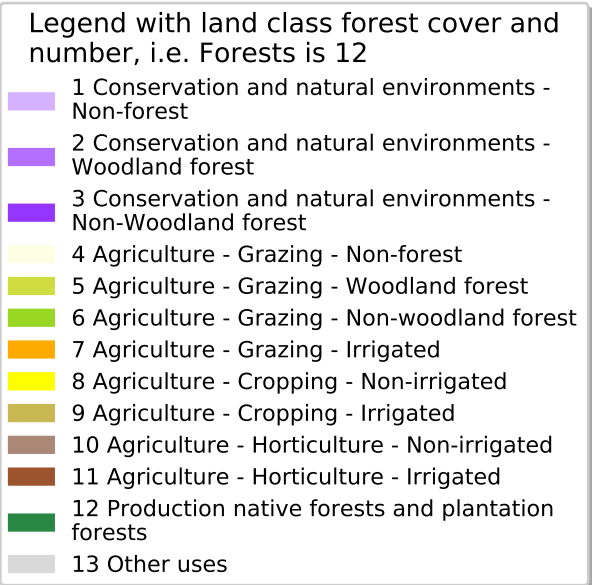 Legend with land class forest cover and
number, i.e. Forests is 12
1 Conservation and natural environments -
Non-forest
2 Conservation and natural environments -
Woodland forest
3 Conservation and natural environments -
Non-Woodland forest
4 Agriculture - Grazing - Non-forest
5 Agriculture - Grazing - Woodland forest
6 Agriculture - Grazing - Non-woodland forest
7 Agriculture - Grazing - Irrigated
8 Agriculture - Cropping - Non-irrigated
9 Agriculture - Cropping - Irrigated
10 Agriculture - Horticulture - Non-irrigated
11 Agriculture - Horticulture - Irrigated
12 Production native forests and plantation
forests
13 Other uses